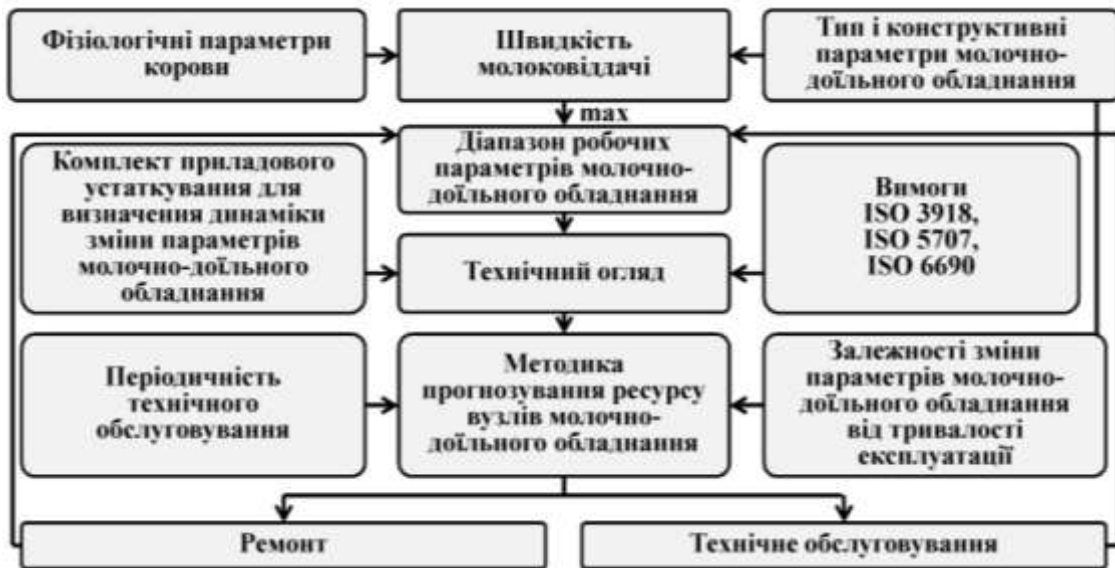 Фізіологічні параметри
корови
Швидкість
молоковіддачі
Тип і конструктивні
параметри молочно-
доїльного обладнання
max
Діапазон робочих
параметрів молочно-
доїльного обладнання
Комплект приладового
устаткування для
визначення динаміки
зміни параметрів
молочно-доїльного
обладнання
Технічний огляд
Вимоги
ISO 3918,
ISO 5707,
ISO 6690
Періодичність
технічного
обслуговування
Методика
прогнозування ресурсу
вузлів молочно-
доїльного обладнання
Залежності зміни
параметрів молочно-
доїльного обладнання
від тривалості
експлуатації
Ремонт
Технічне обслуговування